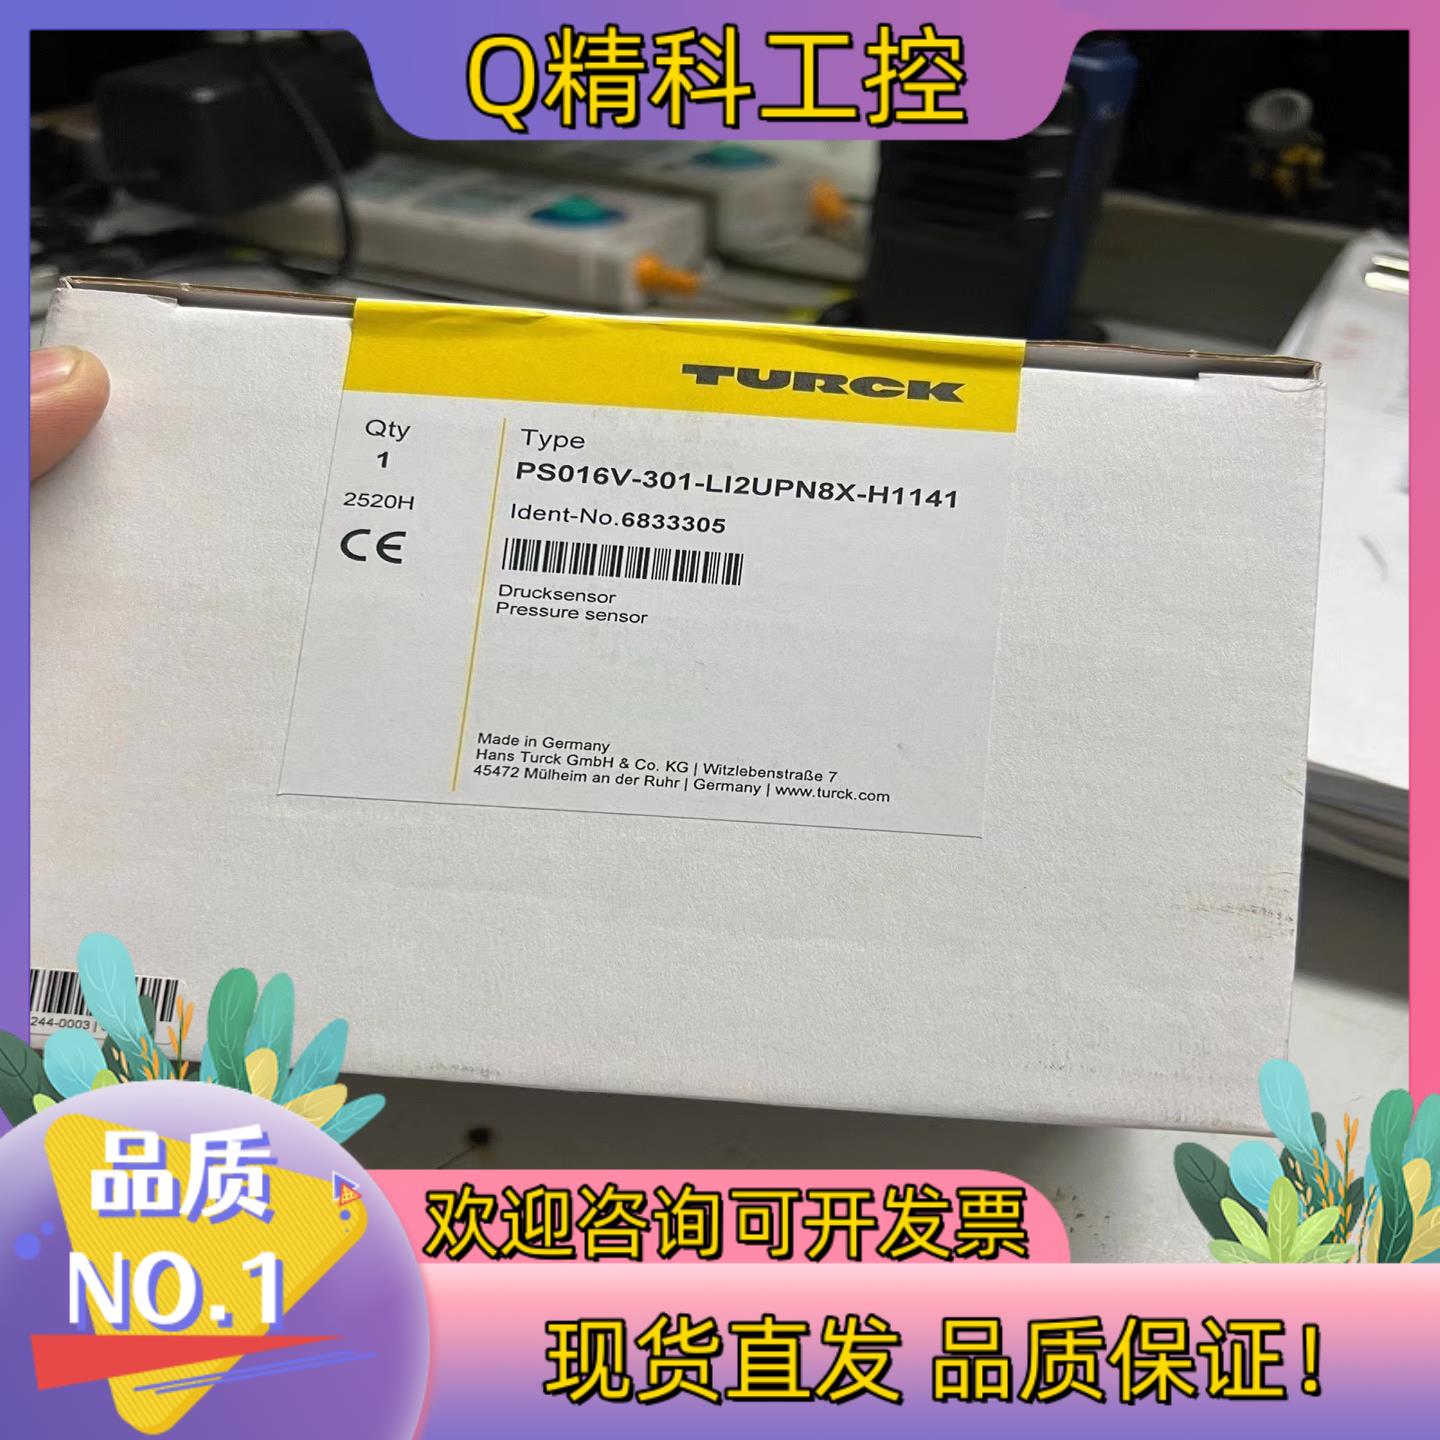 Q精科工控
TURCK
Qty
1
2520H
CE
Type
PS016V-301-LI2UPN8X-H1141
Ident-No.6833305
Drucksensor
Pressure sensor
Made in Germany
Hans Turck GmbH & Co. KG | Witzlebenstraße 7
45472 Mülheim an der Ruhr | Germany | www.turck.com
244-0003 |
品质
NO.1
欢迎咨询可开发票
现货直发 品质保证!